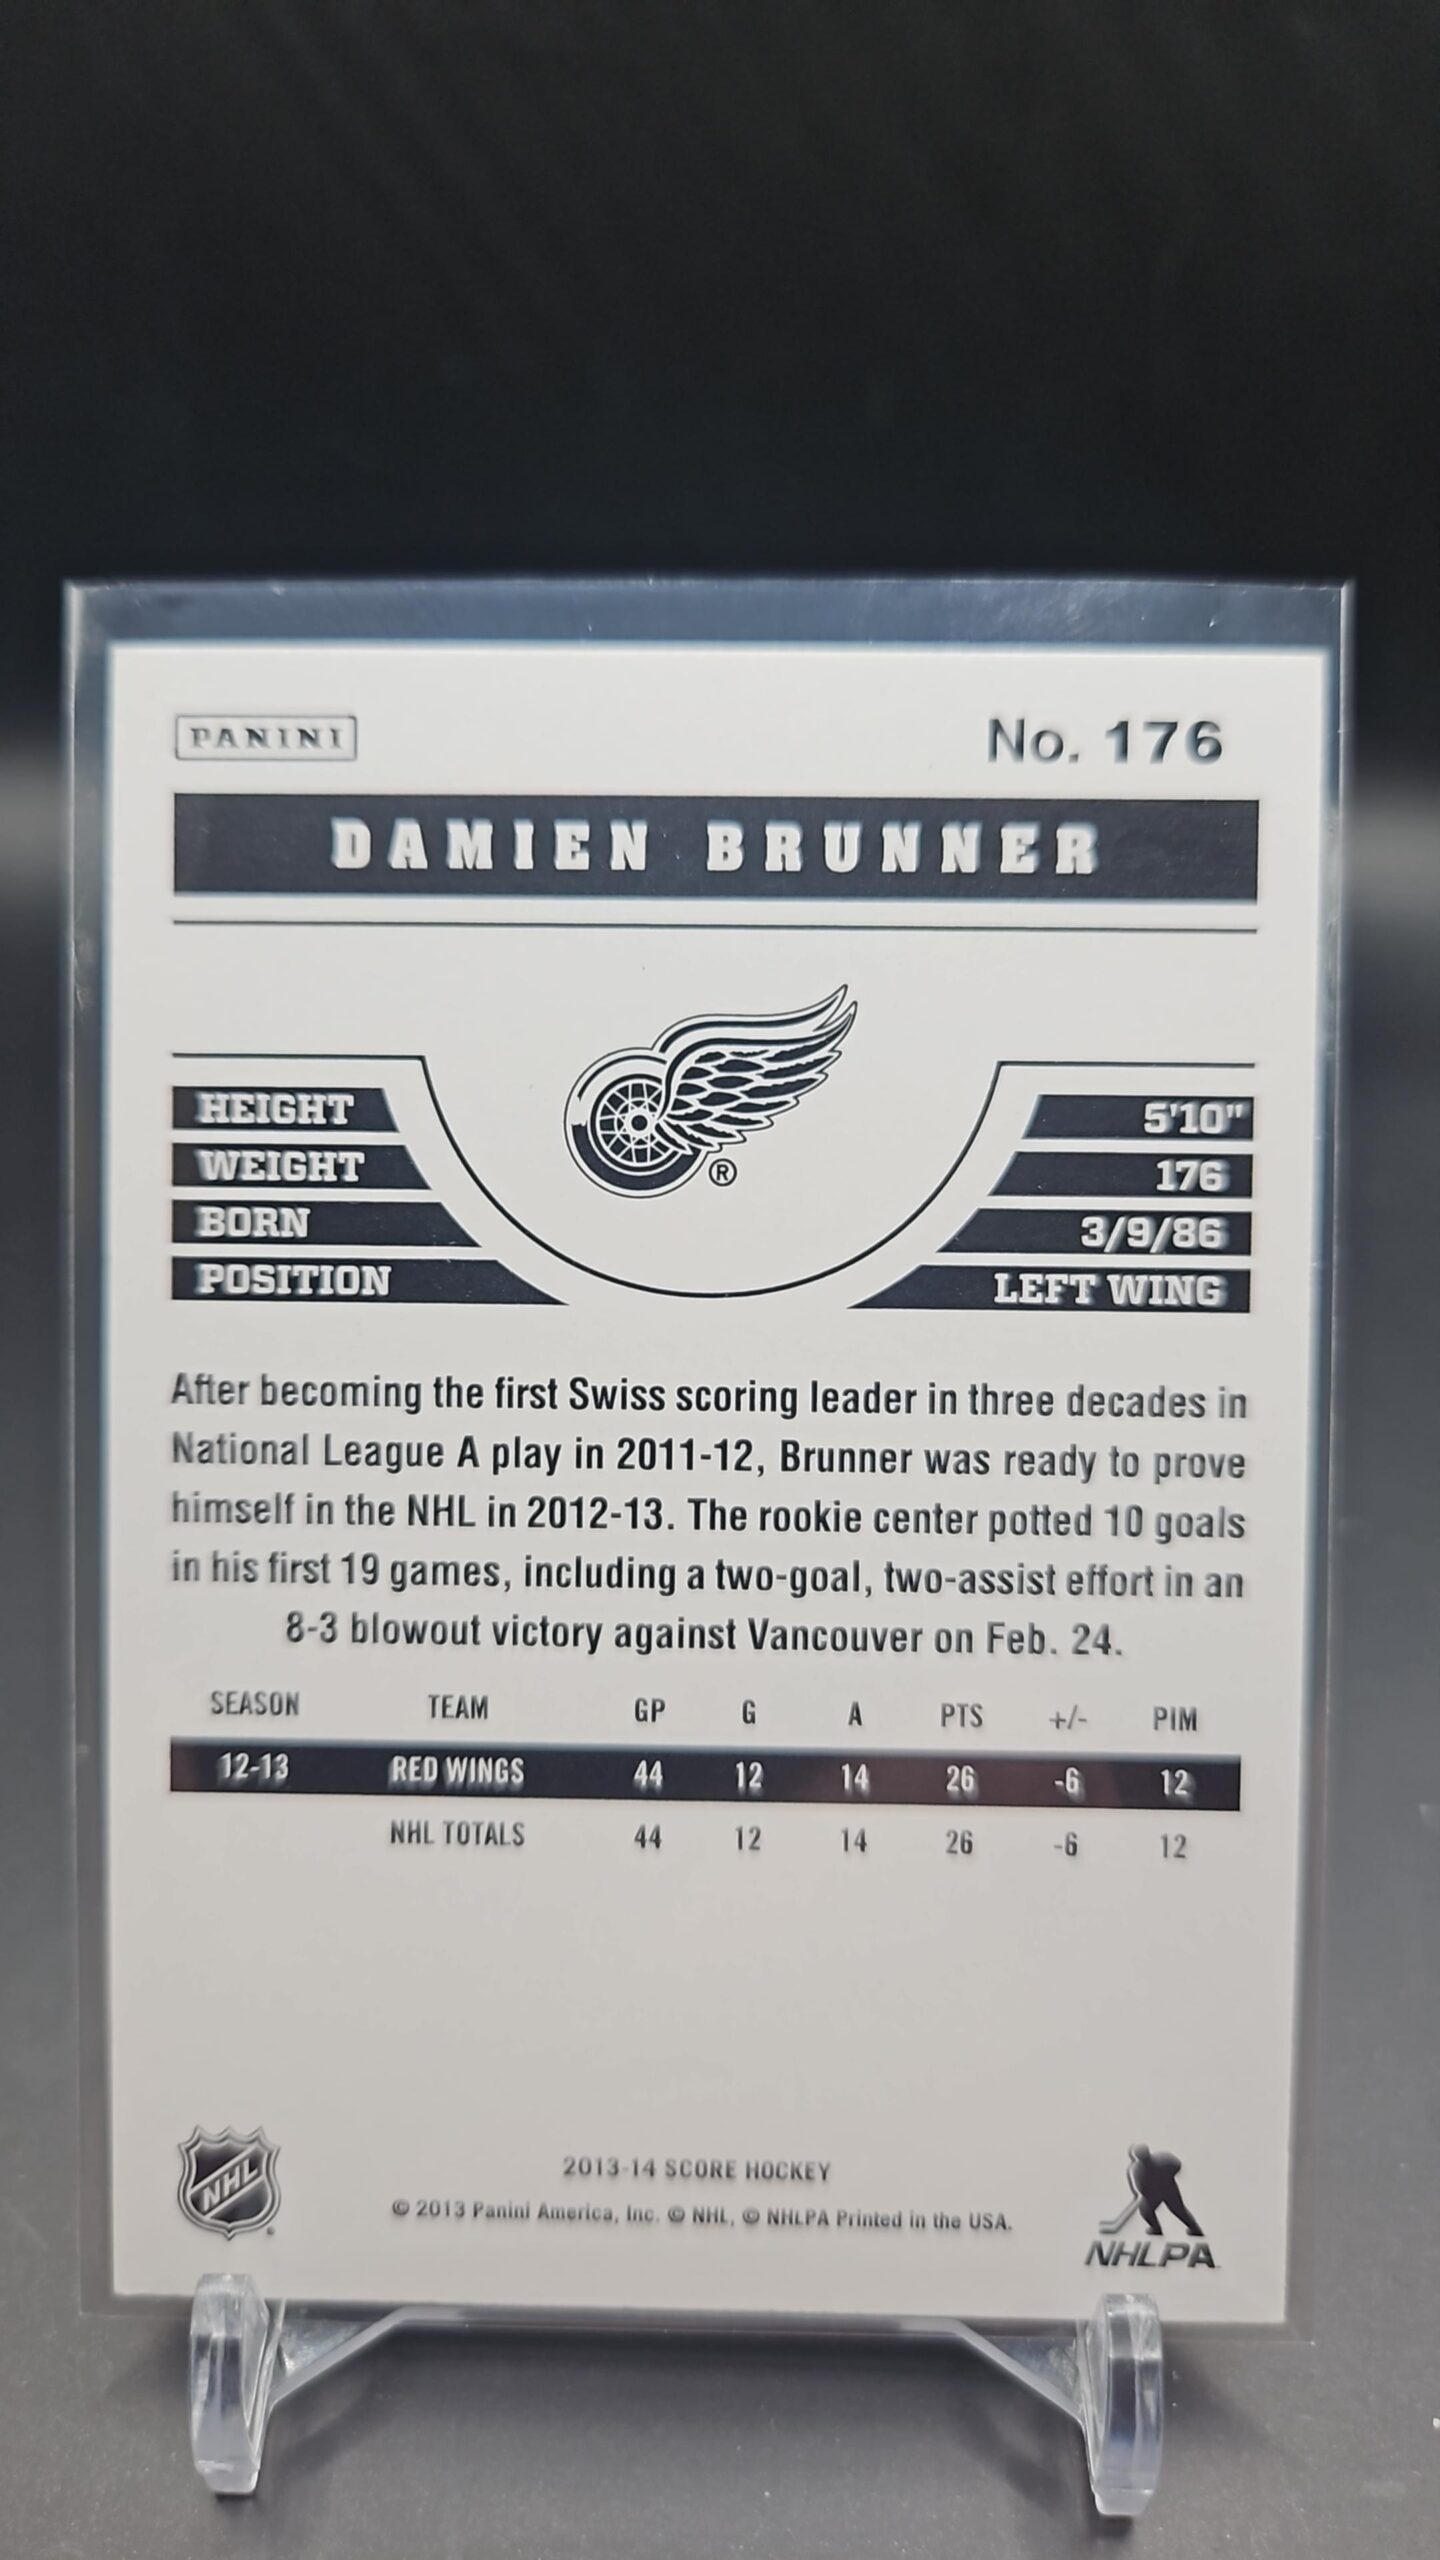 PANINI
No. 176
DAMIEN BRUNNER
®
HEIGHT 5'10"
WEIGHT 176
BORN 3/9/86
POSITION LEFT WING
After becoming the first Swiss scoring leader in three decades in
National League A play in 2011-12, Brunner was ready to prove
himself in the NHL in 2012-13. The rookie center potted 10 goals
in his first 19 games, including a two-goal, two-assist effort in an
8-3 blowout victory against Vancouver on Feb. 24.
SEASON TEAM GP G A PTS +/- PIM
12-13 RED WINGS 44 12 14 26 -6 12
NHL TOTALS 44 12 14 26 -6 12
NHL
2013-14 SCORE HOCKEY
© 2013 Panini America, Inc. © NHL, © NHLPA Printed in the USA.
NHLPA